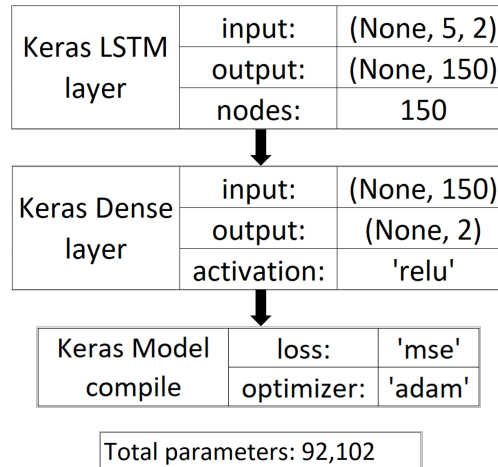 Keras LSTM layer
input: (None, 5, 2)
output: (None, 150)
nodes: 150
Keras Dense layer
input: (None, 150)
output: (None, 2)
activation: 'relu'
Keras Model compile
loss: 'mse'
optimizer: 'adam'
Total parameters: 92,102